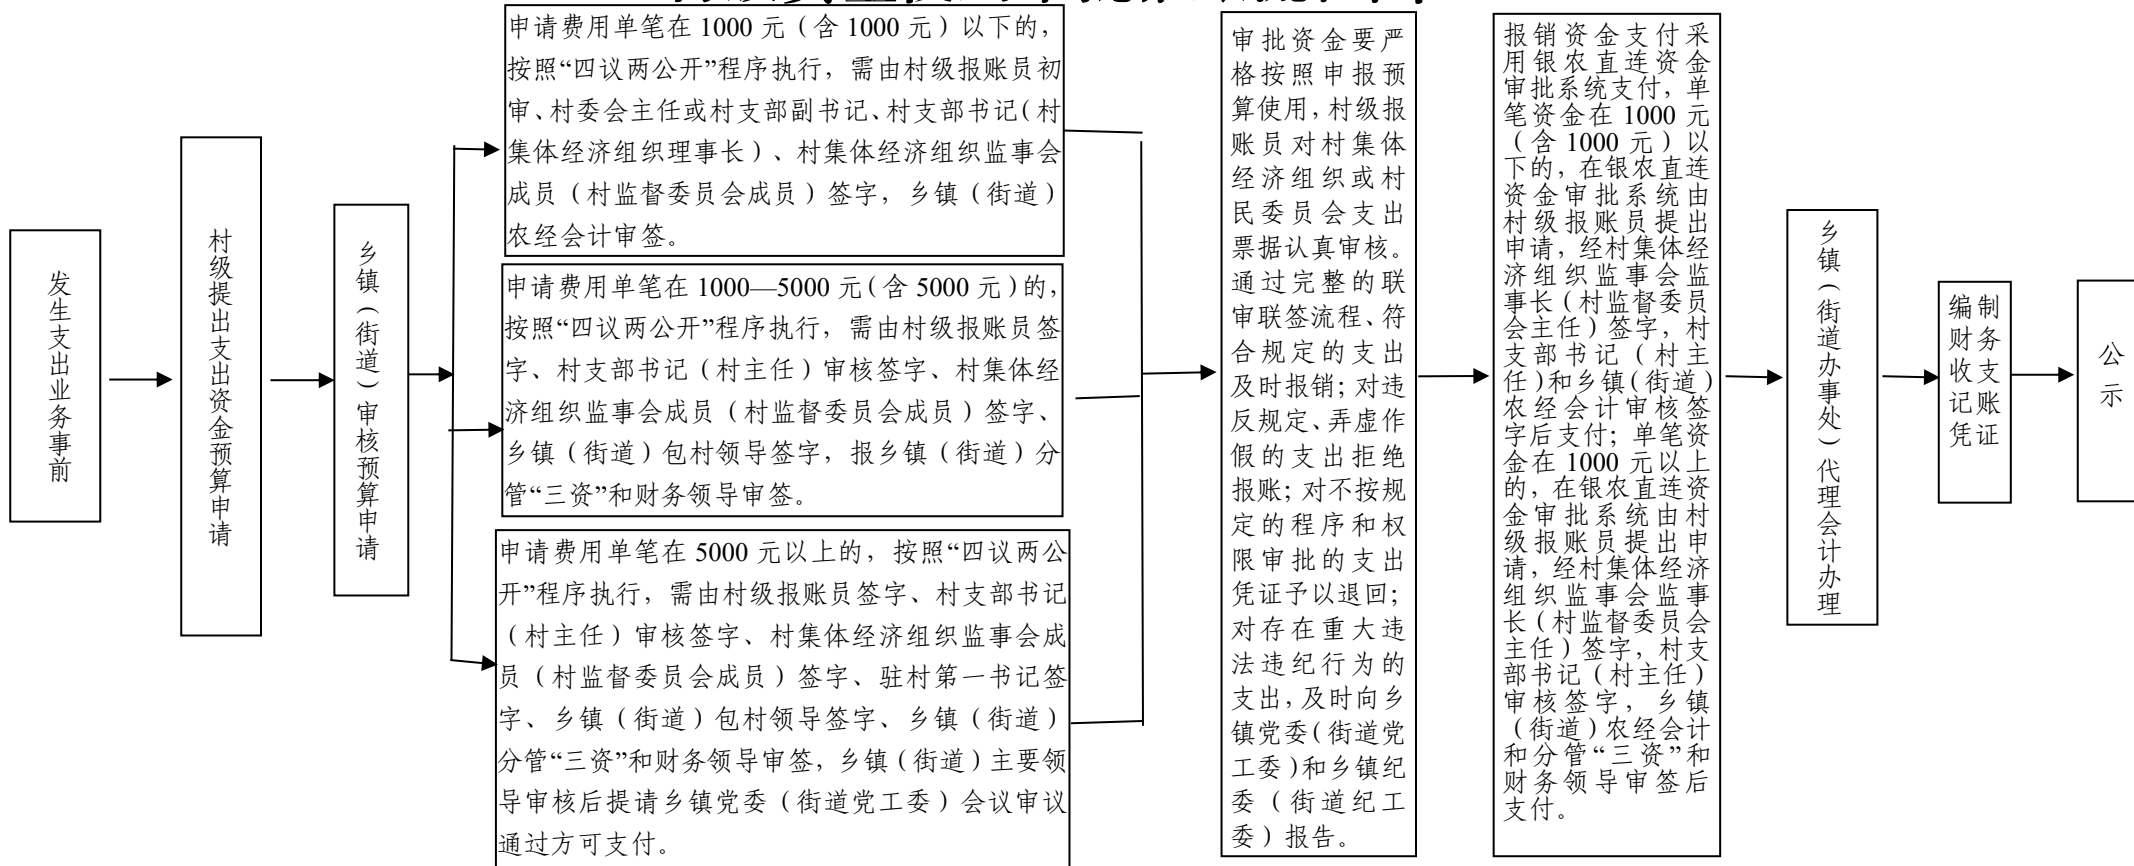 发生支出业务事前
村级提出支出资金预算申请
乡镇（街道）审核预算申请
申请费用单笔在 1000 元（含 1000 元）以下的，
按照“四议两公开”程序执行，需由村级报账员初
审、村委会主任或村支部副书记、村支部书记（村
集体经济组织理事长）、村集体经济组织监事会
成员（村监督委员会成员）签字，乡镇（街道）
农经会计审签。
申请费用单笔在 1000—5000 元（含 5000 元）的，
按照“四议两公开”程序执行，需由村级报账员签
字、村支部书记（村主任）审核签字、村集体经
济组织监事会成员（村监督委员会成员）签字、
乡镇（街道）包村领导签字，报乡镇（街道）分
管“三资”和财务领导审签。
申请费用单笔在 5000 元以上的，按照“四议两公
开”程序执行，需由村级报账员签字、村支部书记
（村主任）审核签字、村集体经济组织监事会成
员（村监督委员会成员）签字、驻村第一书记签
字、乡镇（街道）包村领导签字、乡镇（街道）
分管“三资”和财务领导审签，乡镇（街道）主要领
导审核后提请乡镇党委（街道党工委）会议审议
通过方可支付。
审批资金要严
格按照申报预
算使用，村级报
账员对村集体
经济组织或村
民委员会支出
票据认真审核。
通过完整的联
审联签流程、符
合规定的支出
及时报销；对违
反规定、弄虚作
假的支出拒绝
报账；对不按规
定的程序和权
限审批的支出
凭证予以退回；
对存在重大违
法违纪行为的
支出，及时向乡
镇党委（街道党
工委）和乡镇纪
委（街道纪工
委）报告。
报销资金支付采
用银农直连资金
审批系统支付，单
笔资金在 1000 元
（含 1000 元）以
下的，在银农直连
资金审批系统由
村级报账员提出
申请，经村集体经
济组织监事会监
事长（村监督委员
会主任）签字，村
支部书记（村主
任）和乡镇（街道）
农经会计审核签
字后支付；单笔资
金在 1000 元以上
的，在银农直连资
金审批系统由村
级报账员提出申
请，经村集体经济
组织监事会监事
长（村监督委员会
主任）签字，村支
部书记（村主任）
审核签字，乡镇
（街道）农经会计
和分管“三资”和
财务领导审签后
支付。
乡镇（街道办事处）代理会计办理
编制
财务
收支
记账
凭证
公示